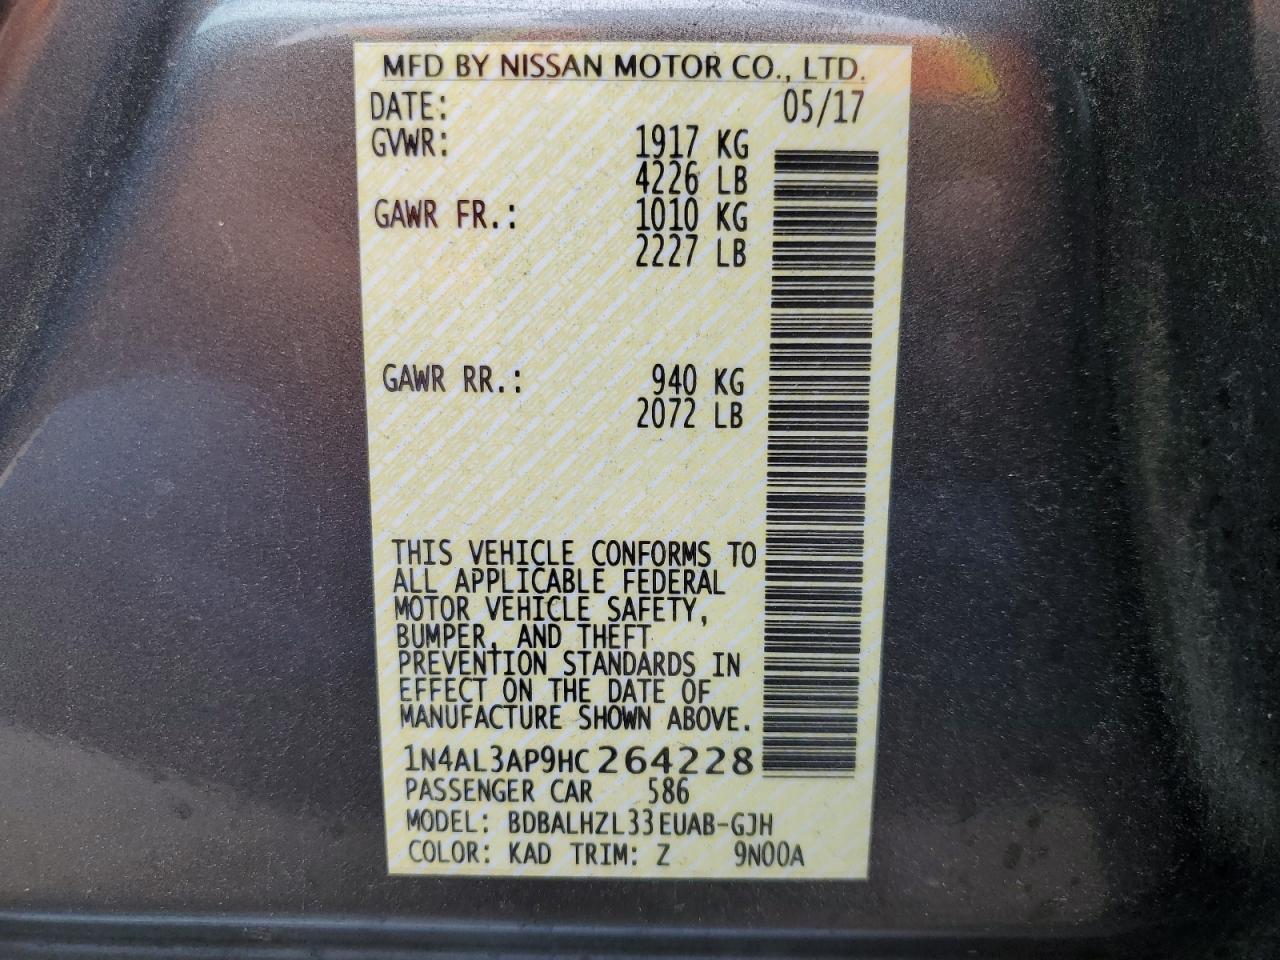 MFD BY NISSAN MOTOR CO., LTD.
DATE: 05/17
GVWR: 1917 KG
4226 LB
GAWR FR.: 1010 KG
2227 LB
GAWR RR.: 940 KG
2072 LB
THIS VEHICLE CONFORMS TO
ALL APPLICABLE FEDERAL
MOTOR VEHICLE SAFETY,
BUMPER, AND THEFT
PREVENTION STANDARDS IN
EFFECT ON THE DATE OF
MANUFACTURE SHOWN ABOVE.
1N4AL3AP9HC264228
PASSENGER CAR 586
MODEL: BDBALHZL33EUAB-GJH
COLOR: KAD TRIM: Z 9N00A